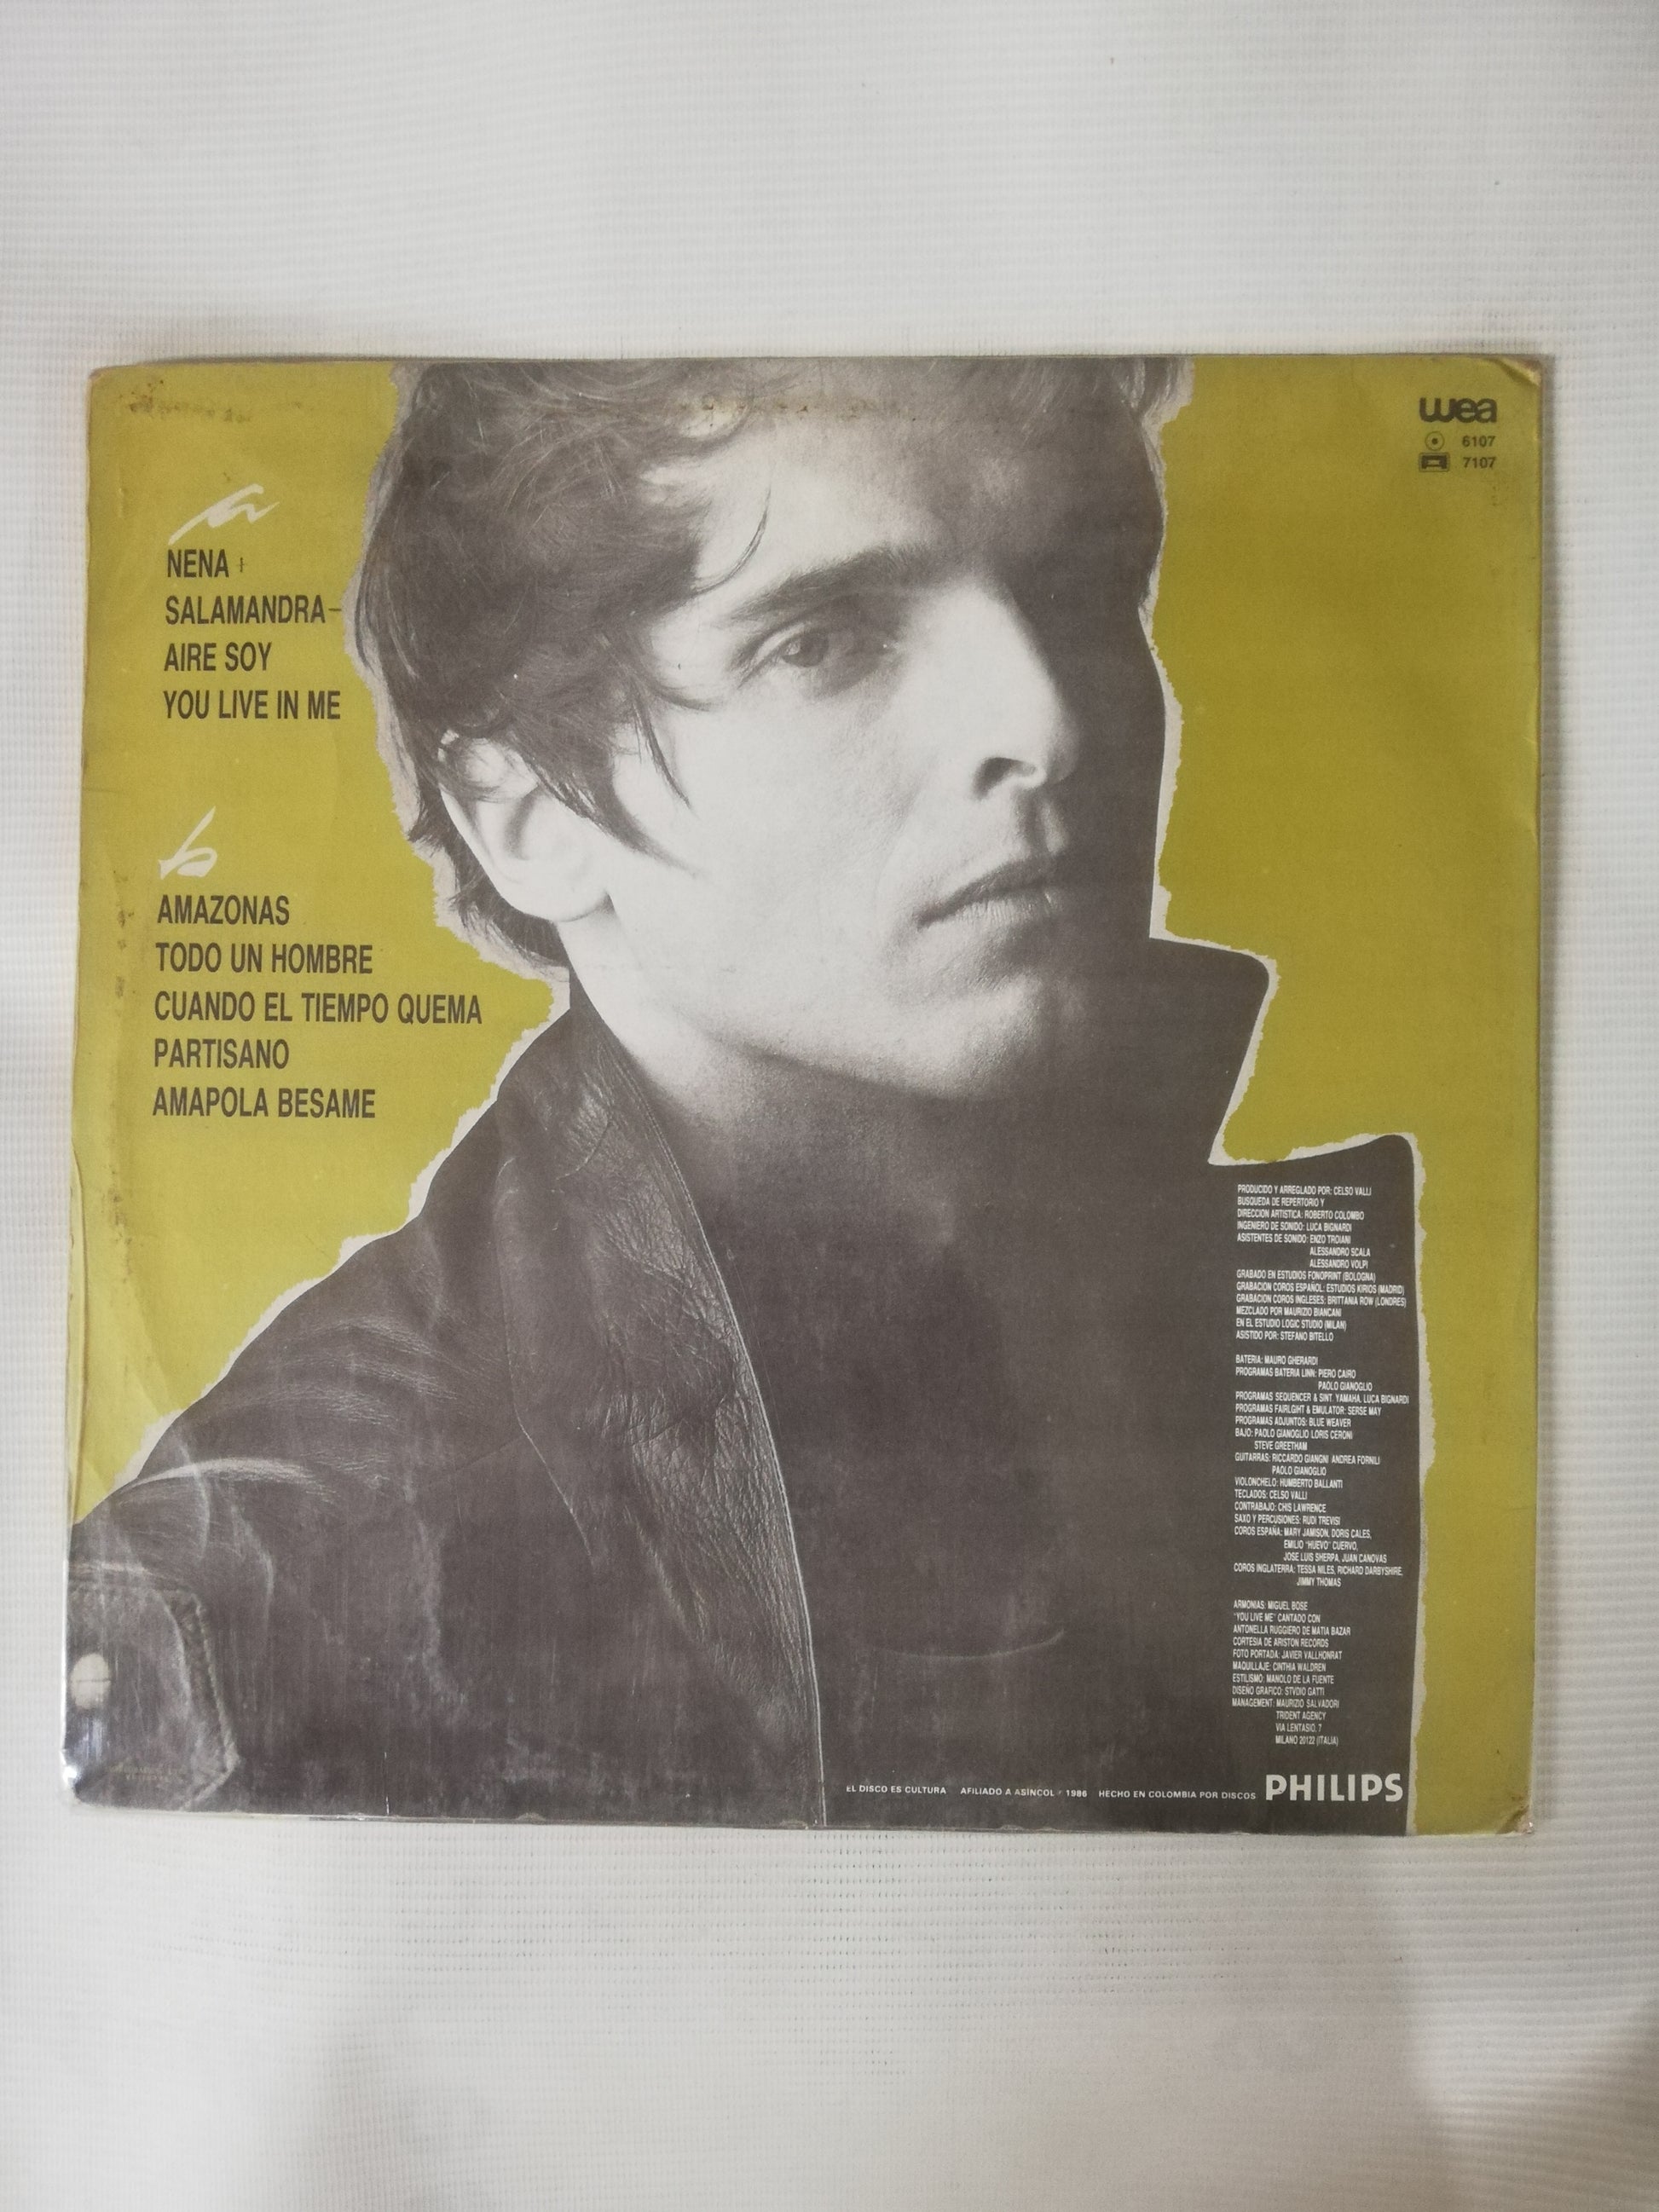 wea
6107
7107
a
NENA +
SALAMANDRA-
AIRE SOY
YOU LIVE IN ME
b
AMAZONAS
TODO UN HOMBRE
CUANDO EL TIEMPO QUEMA
PARTISANO
AMAPOLA BESAME
PRODUCIDO Y ARREGLADO POR: CELSO VALLI
BUSQUEDA DE REPERTORIO Y
DIRECCION ARTISTICA: ROBERTO COLOMBO
INGENIERO DE SONIDO: LUCA BIGNARDI
ASISTENTES DE SONIDO: ENZO TROIANI
ALESSANDRO SCALA
ALESSANDRO VOLPI
GRABADO EN ESTUDIOS FONOPRINT (BOLOGNA)
GRABACION COROS ESPAÑOL: ESTUDIOS KIRIOS (MADRID)
GRABACION COROS INGLESES: BRITTANIA ROW (LONDRES)
MEZCLADO POR MAURIZIO BIANCANI
EN EL ESTUDIO LOGIC STUDIO (MILAN)
ASISTIDO POR: STEFANO BITELLO
BATERIA: MAURO GHERARDI
PROGRAMAS BATERIA LINN: PIERO CAIRO
PAOLO GIANOGLIO
PROGRAMAS SEQUENCER & SINT. YAMAHA, LUCA BIGNARDI
PROGRAMAS FAIRLGIHT & EMULATOR: SERSE MAY
PROGRAMAS ADJUNTOS: BLUE WEAVER
BAJO: PAOLO GIANOGLIO LORIS CERONI
STEVE GREETHAM
GUITARRAS: RICCARDO GIANGNI ANDREA FORNILI
PAOLO GIANOGLIO
VIOLONCHELO: HUMBERTO BALLANTI
TECLADOS: CELSO VALLI
CONTRABAJO: CHIS LAWRENCE
SAXO Y PERCUSIONES: RUDI TREVISI
COROS ESPAÑA: MARY JAMISON, DORIS CALES,
EMILIO "HUEVO" CUERVO,
JOSE LUIS SHERPA, JUAN CANOVAS
COROS INGLATERRA: TESSA NILES, RICHARD DARBYSHIRE,
JIMMY THOMAS
ARMONIAS: MIGUEL BOSE
"YOU LIVE ME" CANTADO CON
ANTONELLA RUGGIERO DE MATIA BAZAR
CORTESIA DE ARISTON RECORDS
FOTO PORTADA: JAVIER VALLHONRAT
MAQUILLAJE: CINTHIA WALDREN
ESTILISMO: MANOLO DE LA FUENTE
DISEÑO GRAFICO: STVDIO GATTI
MANAGEMENT: MAURIZIO SALVADORI
TRIDENT AGENCY
VIA LENTASIO, 7
MILANO 20122 (ITALIA)
EL DISCO ES CULTURA AFILIADO A ASINCOL 1986 HECHO EN COLOMBIA POR DISCOS PHILIPS